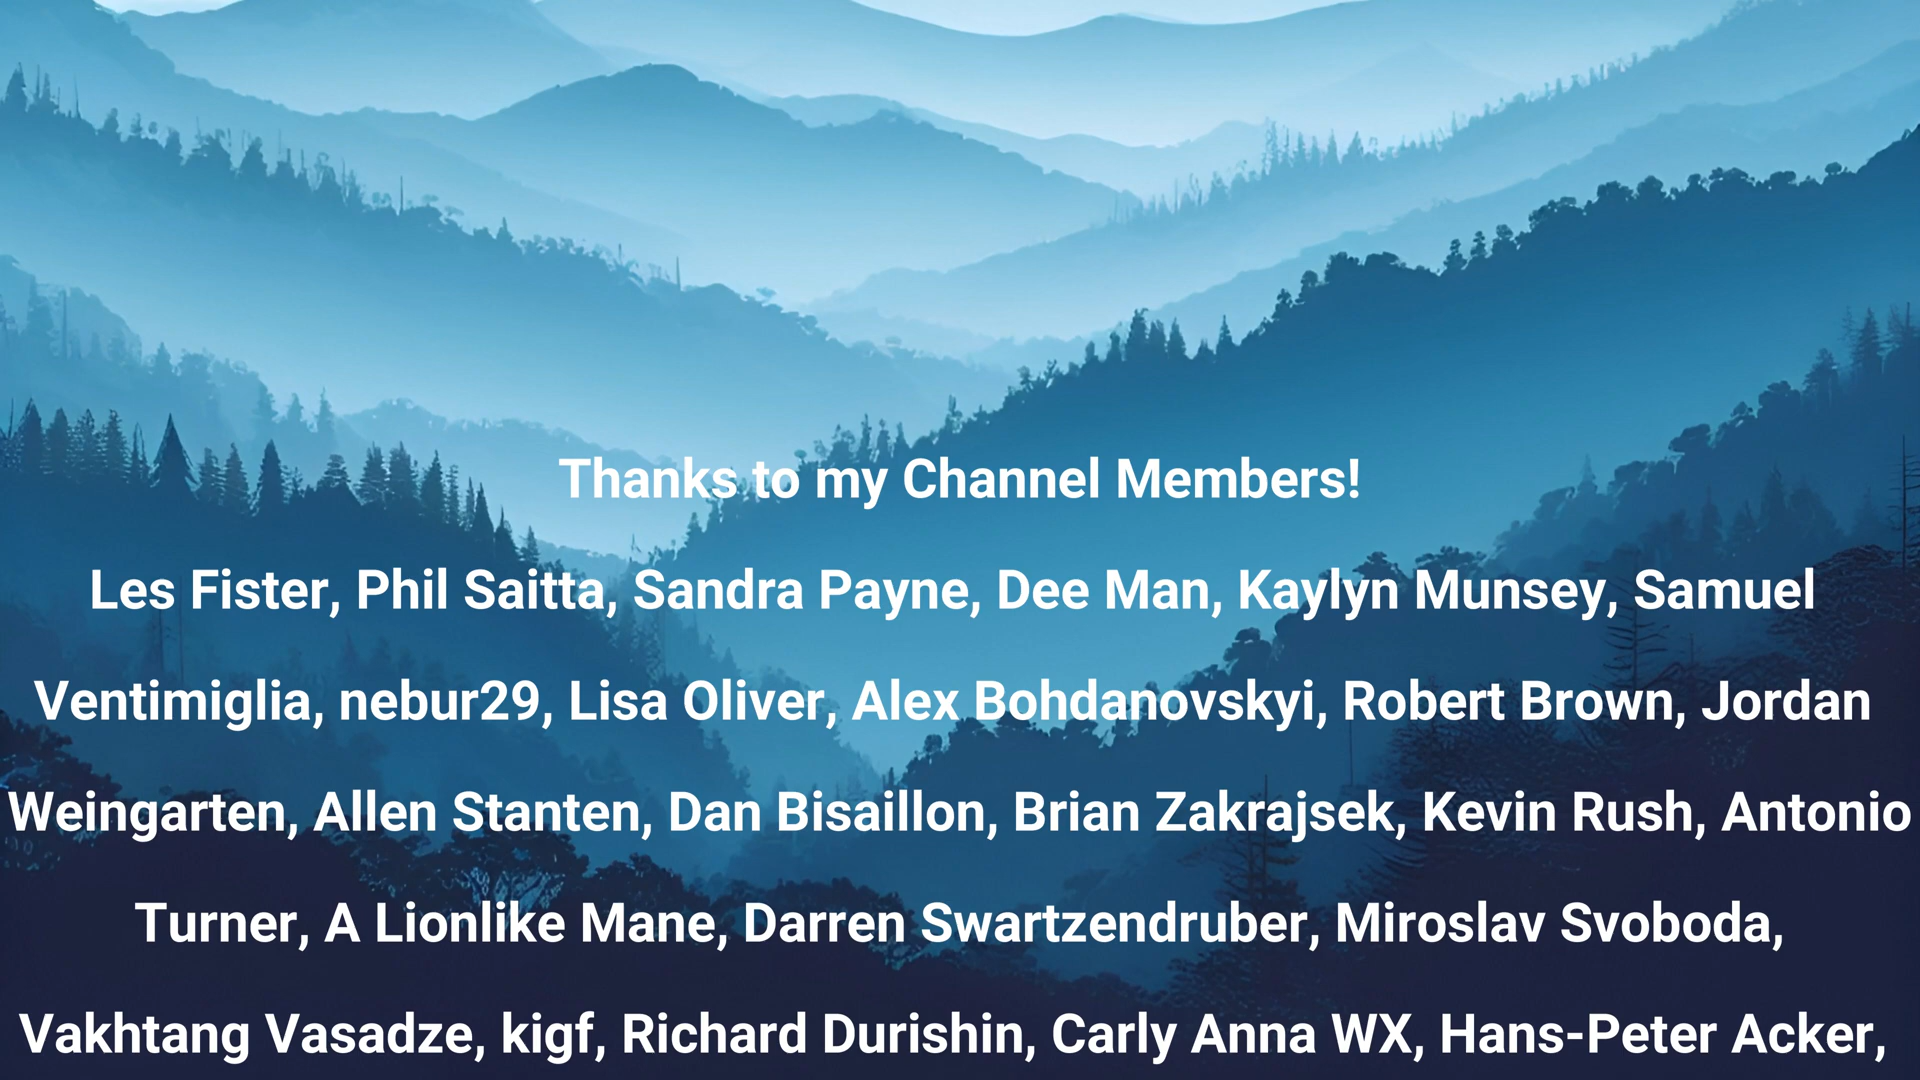 Thanks to my Channel Members!
Les Fister, Phil Saitta, Sandra Payne, Dee Man, Kaylyn Munsey, Samuel
Ventimiglia, nebur29, Lisa Oliver, Alex Bohdanovskyi, Robert Brown, Jordan
Weingarten, Allen Stanten, Dan Bisaillon, Brian Zakrajsek, Kevin Rush, Antonio
Turner, A Lionlike Mane, Darren Swartzendruber, Miroslav Svoboda,
Vakhtang Vasadze, kigf, Richard Durishin, Carly Anna WX, Hans-Peter Acker,